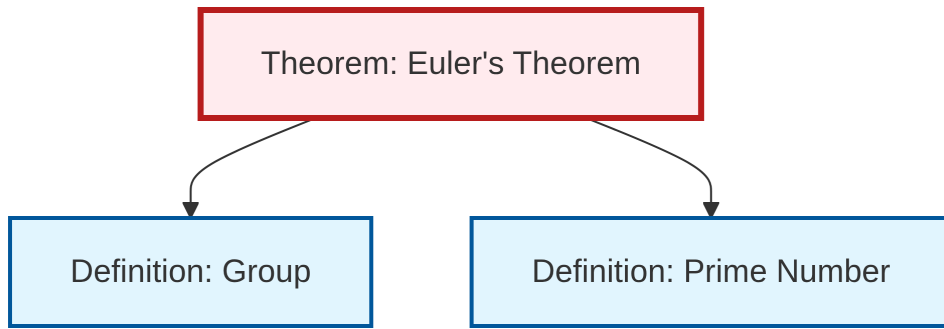 Theorem: Euler's Theorem
Definition: Group
Definition: Prime Number